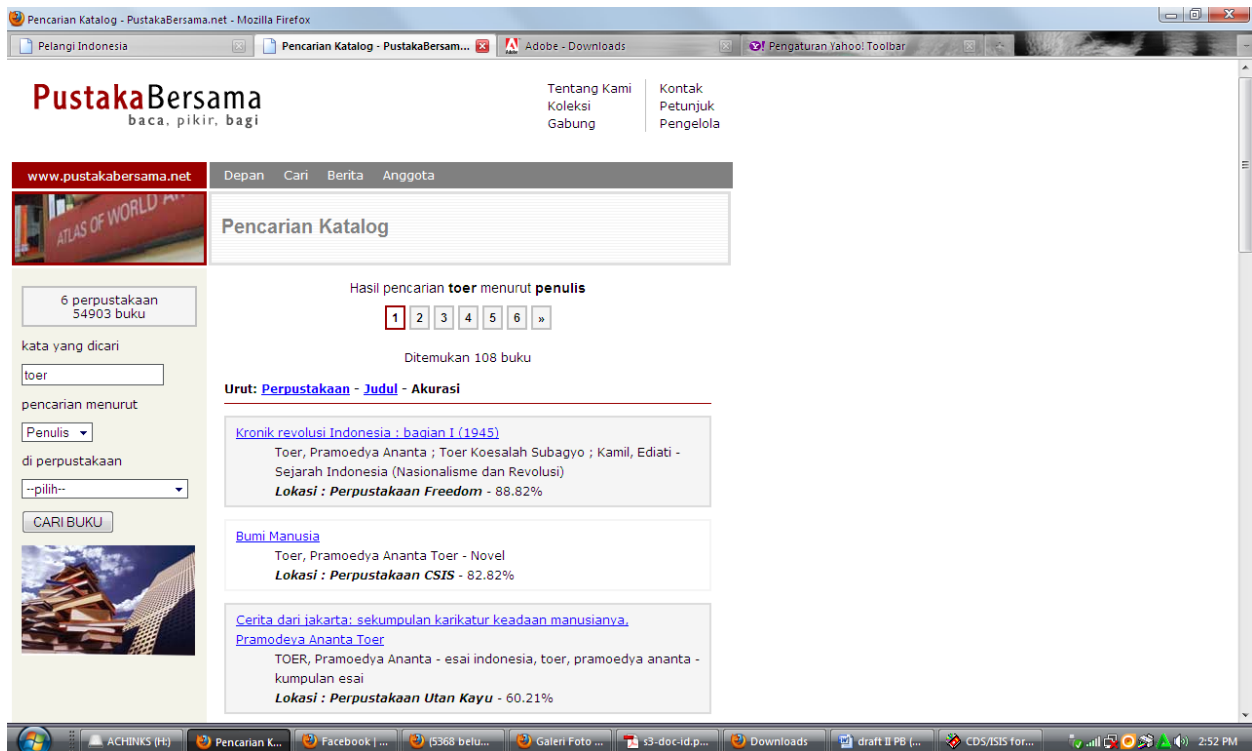 Pencarian Katalog - PustakaBersama.net - Mozilla Firefox
Pelangi Indonesia
Pencarian Katalog - PustakaBersam...
Adobe - Downloads
Pengaturan Yahoo! Toolbar
PustakaBersama
baca, pikir, bagi
Tentang Kami
Koleksi
Gabung
Kontak
Petunjuk
Pengelola
www.pustakabersama.net
Depan Cari Berita Anggota
ATLAS OF WORLD
Pencarian Katalog
6 perpustakaan
54903 buku
kata yang dicari
toer
pencarian menurut
Penulis
di perpustakaan
--pilih--
CARI BUKU
Hasil pencarian toer menurut penulis
1 2 3 4 5 6 »
Ditemukan 108 buku
Urut: Perpustakaan - Judul - Akurasi
Kronik revolusi Indonesia : bagian I (1945)
Toer, Pramoedya Ananta ; Toer Koesalah Subagyo ; Kamil, Ediati -
Sejarah Indonesia (Nasionalisme dan Revolusi)
Lokasi : Perpustakaan Freedom - 88.82%
Bumi Manusia
Toer, Pramoedya Ananta Toer - Novel
Lokasi : Perpustakaan CSIS - 82.82%
Cerita dari jakarta: sekumpulan karikatur keadaan manusianya,
Pramodeya Ananta Toer
TOER, Pramoedya Ananta - esai indonesia, toer, pramoedya ananta -
kumpulan esai
Lokasi : Perpustakaan Utan Kayu - 60.21%
ACHINKS (H:)
Pencarian K...
Facebook | ...
(5368 belu...
Galeri Foto ...
s3-doc-id.p...
Downloads
draft II PB (...
CDS/ISIS for...
2:52 PM